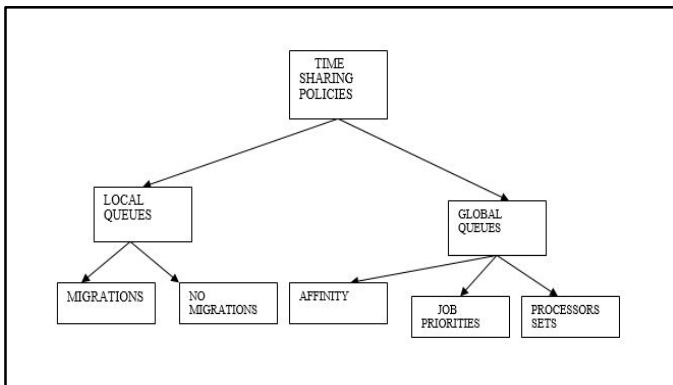 TIME
SHARING
POLICIES
LOCAL
QUEUES
GLOBAL
QUEUES
MIGRATIONS
NO
MIGRATIONS
AFFINITY
JOB
PRIORITIES
PROCESSORS
SETS